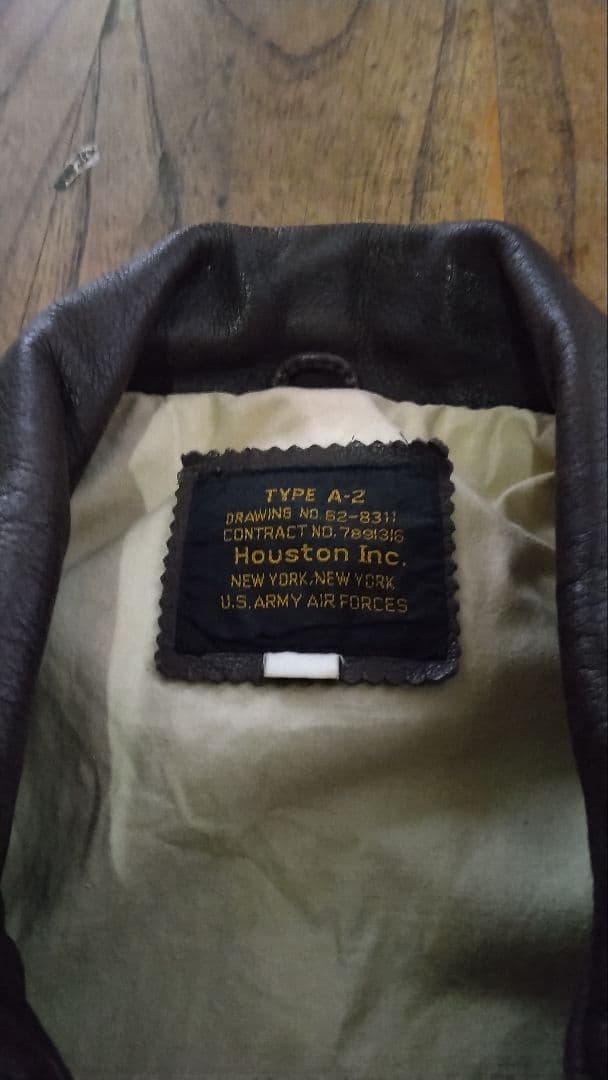 TYPE A-2
DRAWING NO. 62-8311
CONTRACT NO. 7891316
Houston Inc.
NEW YORK, NEW YORK
U.S. ARMY AIR FORCES